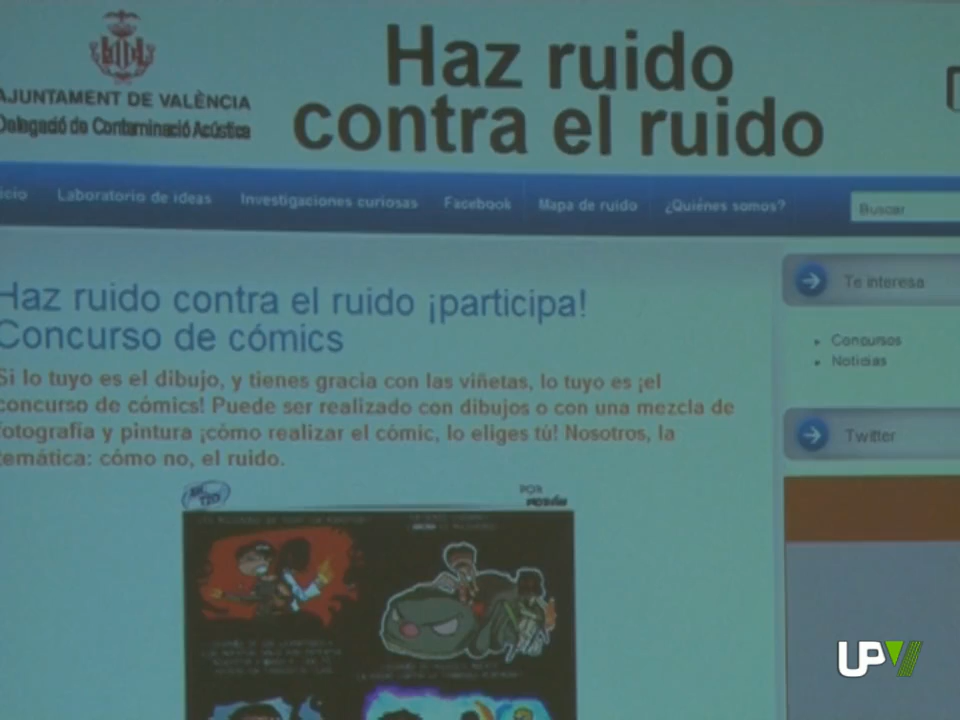 AJUNTAMENT DE VALÈNCIA
Delegació de Contaminació Acústica
Haz ruido
contra el ruido
icio
Laboratorio de ideas
Investigaciones curiosas
Facebook
Mapa de ruido
¿Quiénes somos?
Buscar
Haz ruido contra el ruido ¡participa!
Concurso de cómics
Si lo tuyo es el dibujo, y tienes gracia con las viñetas, lo tuyo es ¡el
concurso de cómics! Puede ser realizado con dibujos o con una mezcla de
fotografía y pintura ¡cómo realizar el cómic, lo eliges tú! Nosotros, la
temática: cómo no, el ruido.
POR
Te interesa
Concursos
Noticias
Twitter
UPV